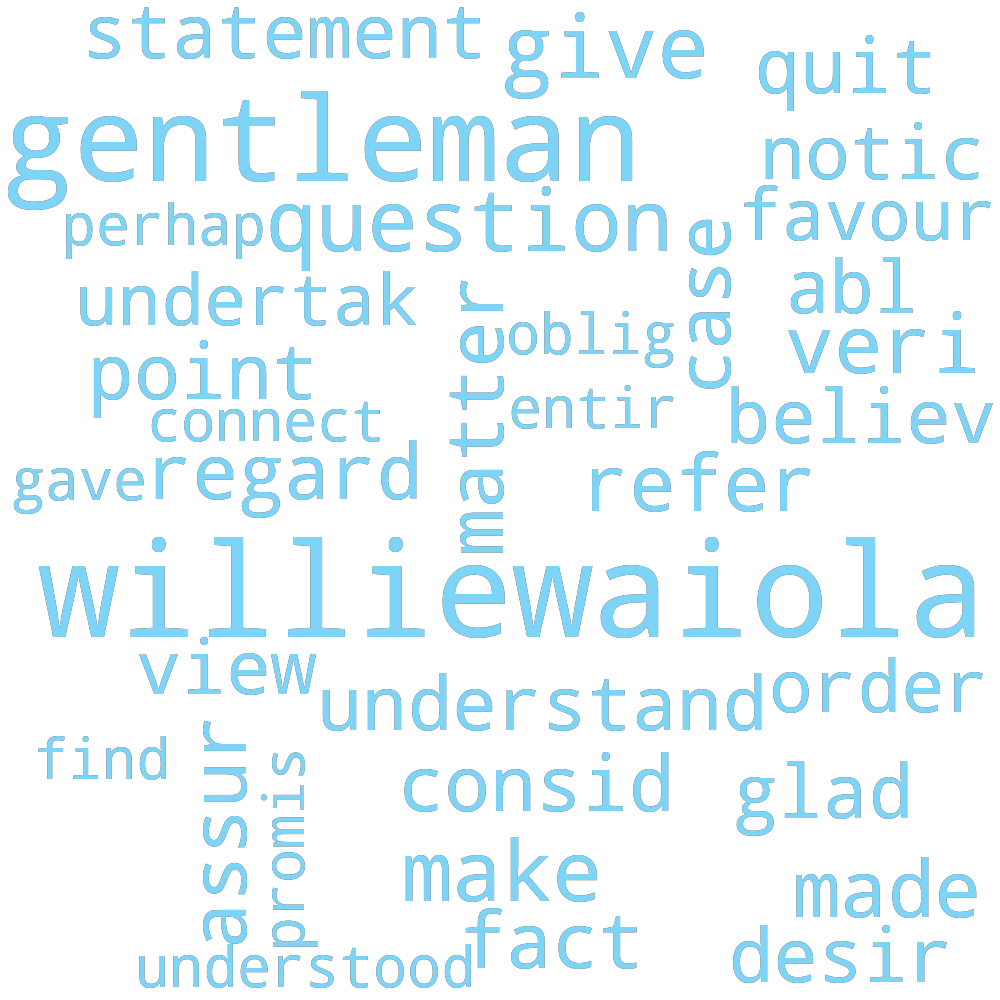 statement
give
quit
gentleman
notic
perhap
question
favour
case
undertak
abl
matter
oblig
veri
point
entir
believ
connect
gave
regard
refer
williewaiola
view
understand
order
find
assur
promis
consid
glad
make
made
fact
desir
understood